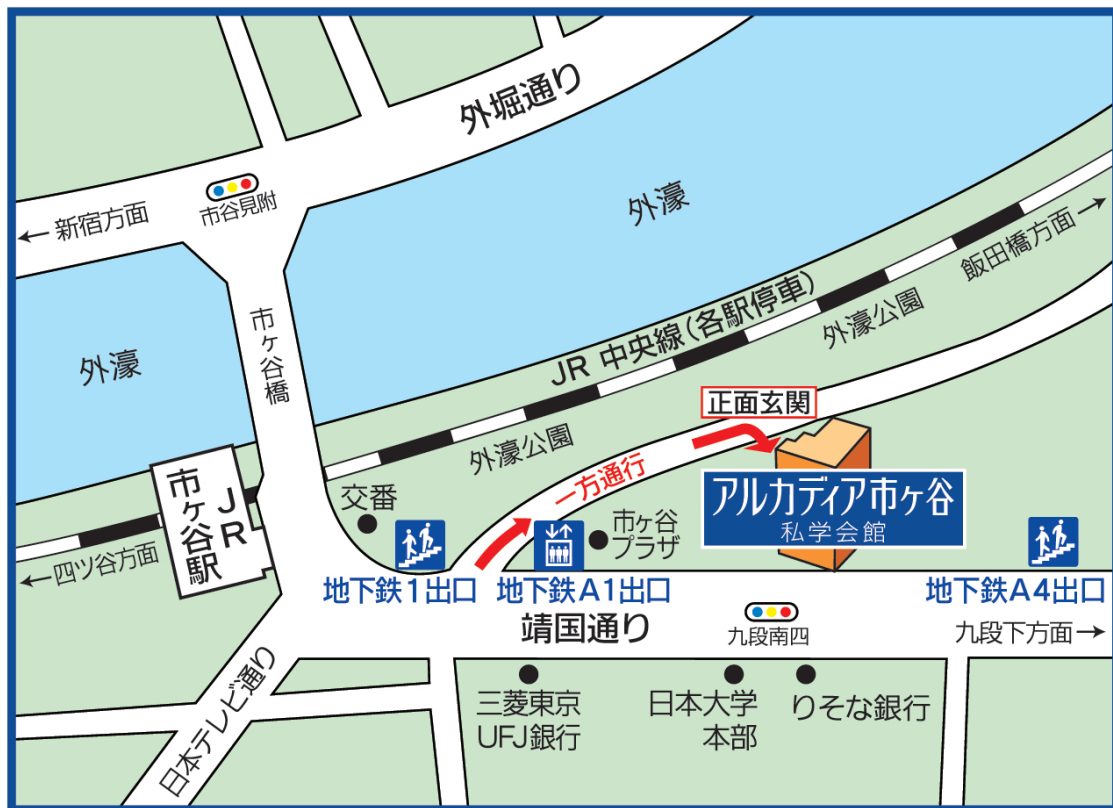 外堀通り
市谷見附
←新宿方面
外濠
飯田橋方面→
市ヶ谷橋
外濠
JR 中央線(各駅停車)
外濠公園
正面玄関
外濠公園
一方通行
JR
市ヶ谷駅
交番
市ヶ谷
プラザ
アルカディア市ヶ谷
私学会館
←四ツ谷方面
地下鉄1出口
地下鉄A1出口
地下鉄A4出口
靖国通り
九段南四
九段下方面→
日本テレビ通り
三菱東京
UFJ銀行
日本大学
本部
りそな銀行